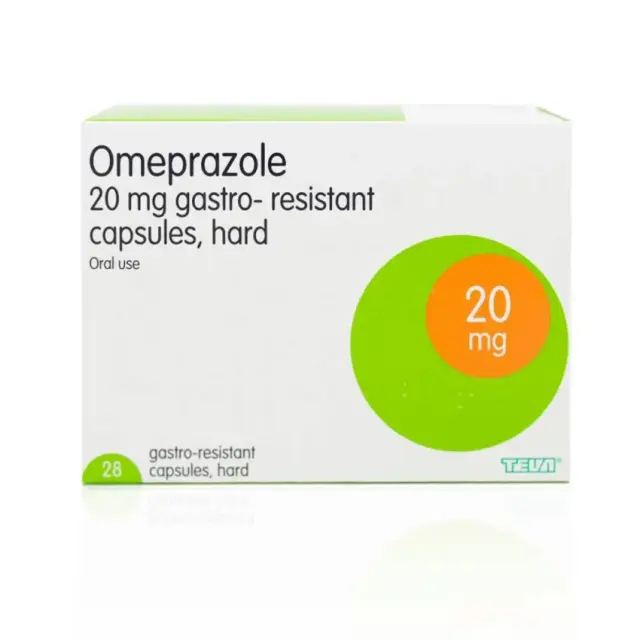 Omeprazole
20 mg gastro- resistant
capsules, hard
Oral use
20
mg
28
gastro-resistant
capsules, hard
TEVA®